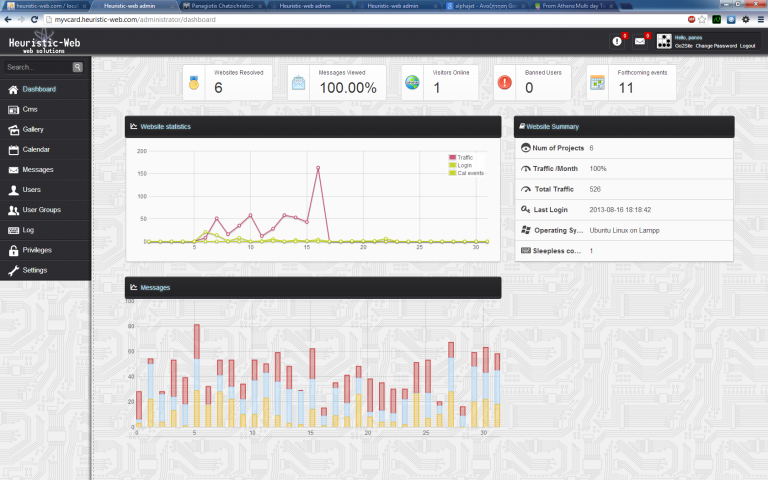 heuristic-web.com / local
Heuristic-Web admin
Panagiotis Chatzichristo
Heuristic-Web admin
Heuristic-Web admin
From Athens:Multi day T
mycard.heuristic-web.com/administrator/dashboard
Heuristic-Web
web solutions
0
0
Hello, panos
Go2Site Change Password Logout
Search...
Dashboard
Cms
Gallery
Calendar
Messages
Users
User Groups
Log
Privileges
Settings
Websites Resolved
6
Messages Viewed
100.00%
Visitors Online
1
Banned Users
0
Forthcoming events
11
Website statistics
200
150
100
50
0
5
10
15
20
25
30
Traffic
Login
Cal events
Website Summary
Num of Projects 6
Traffic /Month 100%
Total Traffic 526
Last Login 2013-08-16 18:18:42
Operating Sy... Ubuntu Linux on Lampp
Sleepless co... 1
Messages
100
80
60
40
20
0
0
5
10
15
20
25
30